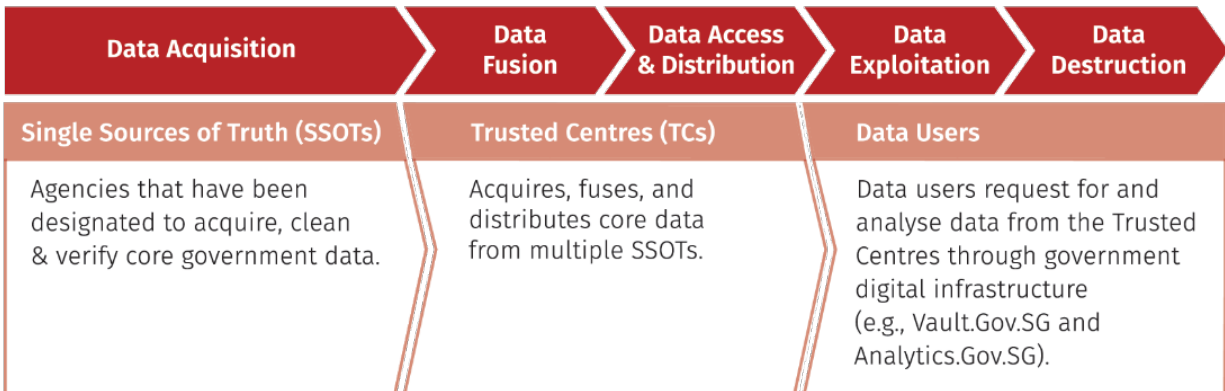 Data Acquisition
Data
Fusion
Data Access
& Distribution
Data
Exploitation
Data
Destruction
Single Sources of Truth (SSOTs)
Agencies that have been
designated to acquire, clean
& verify core government data.
Trusted Centres (TCs)
Acquires, fuses, and
distributes core data
from multiple SSOTs.
Data Users
Data users request for and
analyse data from the Trusted
Centres through government
digital infrastructure
(e.g., Vault.Gov.SG and
Analytics.Gov.SG).